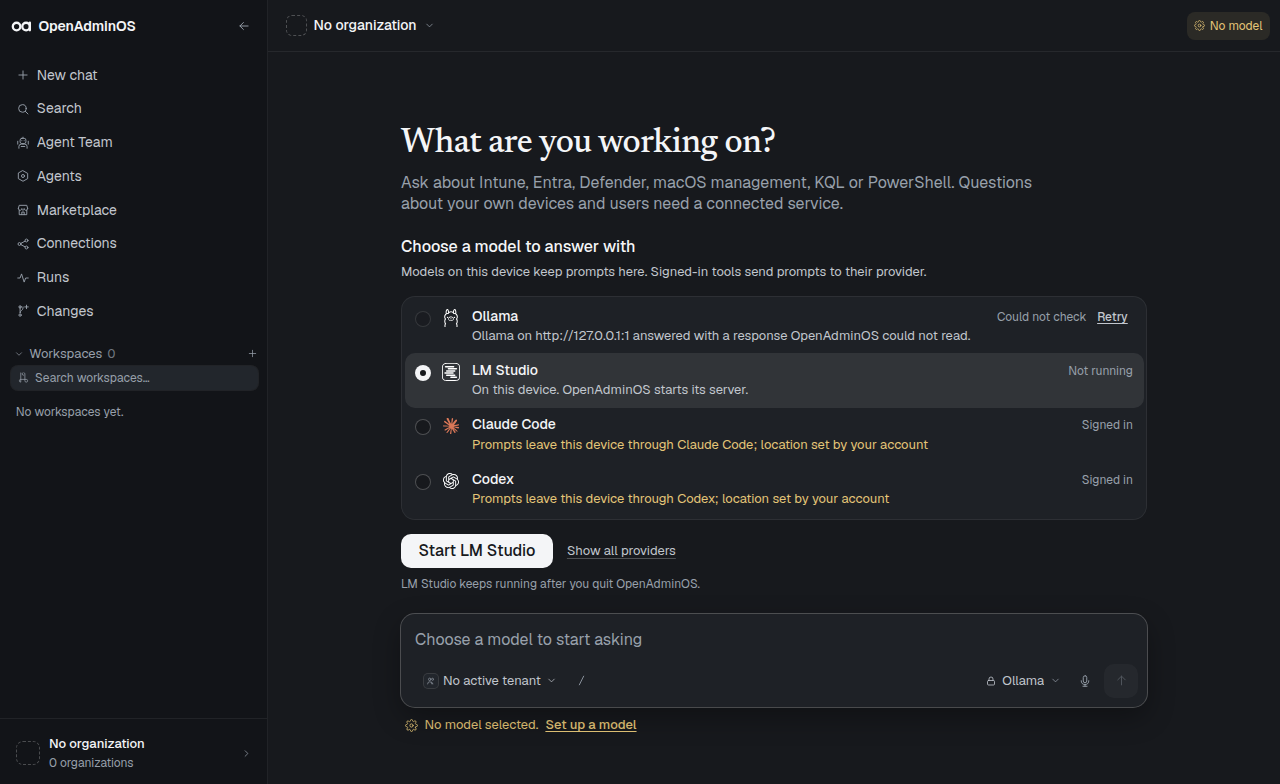 OpenAdminOS
New chat
Search
Agent Team
Agents
Marketplace
Connections
Runs
Changes
Workspaces 0
Search workspaces...
No workspaces yet.
No organization
0 organizations
No organization
No model
What are you working on?
Ask about Intune, Entra, Defender, macOS management, KQL or PowerShell. Questions
about your own devices and users need a connected service.
Choose a model to answer with
Models on this device keep prompts here. Signed-in tools send prompts to their provider.
Ollama
Could not check Retry
Ollama on http://127.0.0.1:1 answered with a response OpenAdminOS could not read.
LM Studio
Not running
On this device. OpenAdminOS starts its server.
Claude Code
Signed in
Prompts leave this device through Claude Code; location set by your account
Codex
Signed in
Prompts leave this device through Codex; location set by your account
Start LM Studio
Show all providers
LM Studio keeps running after you quit OpenAdminOS.
Choose a model to start asking
No active tenant
/
Ollama
No model selected. Set up a model